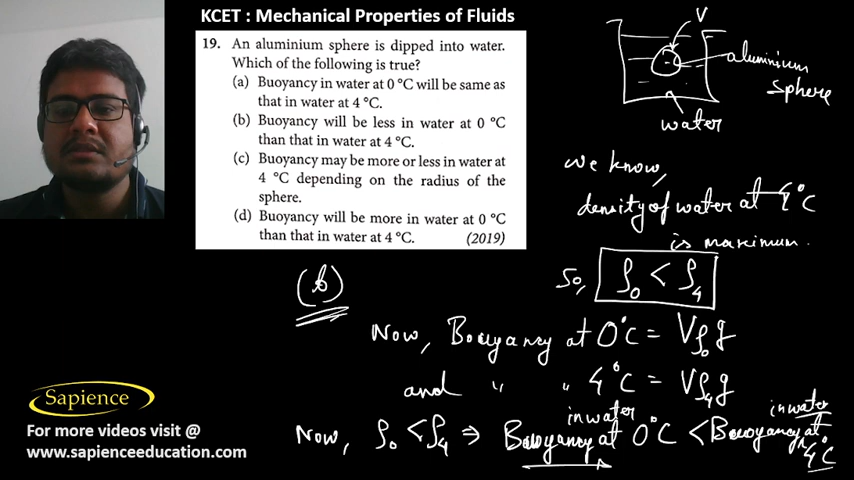 KCET : Mechanical Properties of Fluids
19. An aluminium sphere is dipped into water.
Which of the following is true?
(a) Buoyancy in water at 0 °C will be same as
that in water at 4 °C.
(b) Buoyancy will be less in water at 0 °C
than that in water at 4 °C.
(c) Buoyancy may be more or less in water at
4 °C depending on the radius of the
sphere.
(d) Buoyancy will be more in water at 0 °C
than that in water at 4 °C. (2019)
V
aluminium
sphere
water
we know,
density of water at 4°C
is maximum.
So, ρ₀ < ρ₄
(b)
Now, Bouyancy at 0°C = Vρ₀g
and " " 4°C = Vρ₄g
in water in water
Now, ρ₀ < ρ₄ ⇒ Bouyancy at 0°C < Bouyancy at
4°C
Sapience
For more videos visit @
www.sapienceeducation.com